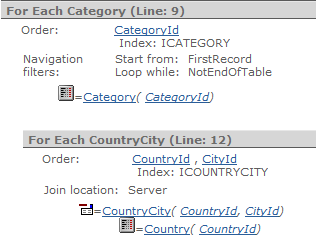 For Each Category (Line: 9)
Order: CategoryId
Index: ICATEGORY
Navigation filters: Start from: FirstRecord
Loop while: NotEndOfTable
=Category( CategoryId)
For Each CountryCity (Line: 12)
Order: CountryId , CityId
Index: ICOUNTRYCITY
Join location: Server
=CountryCity( CountryId, CityId)
=Country( CountryId)